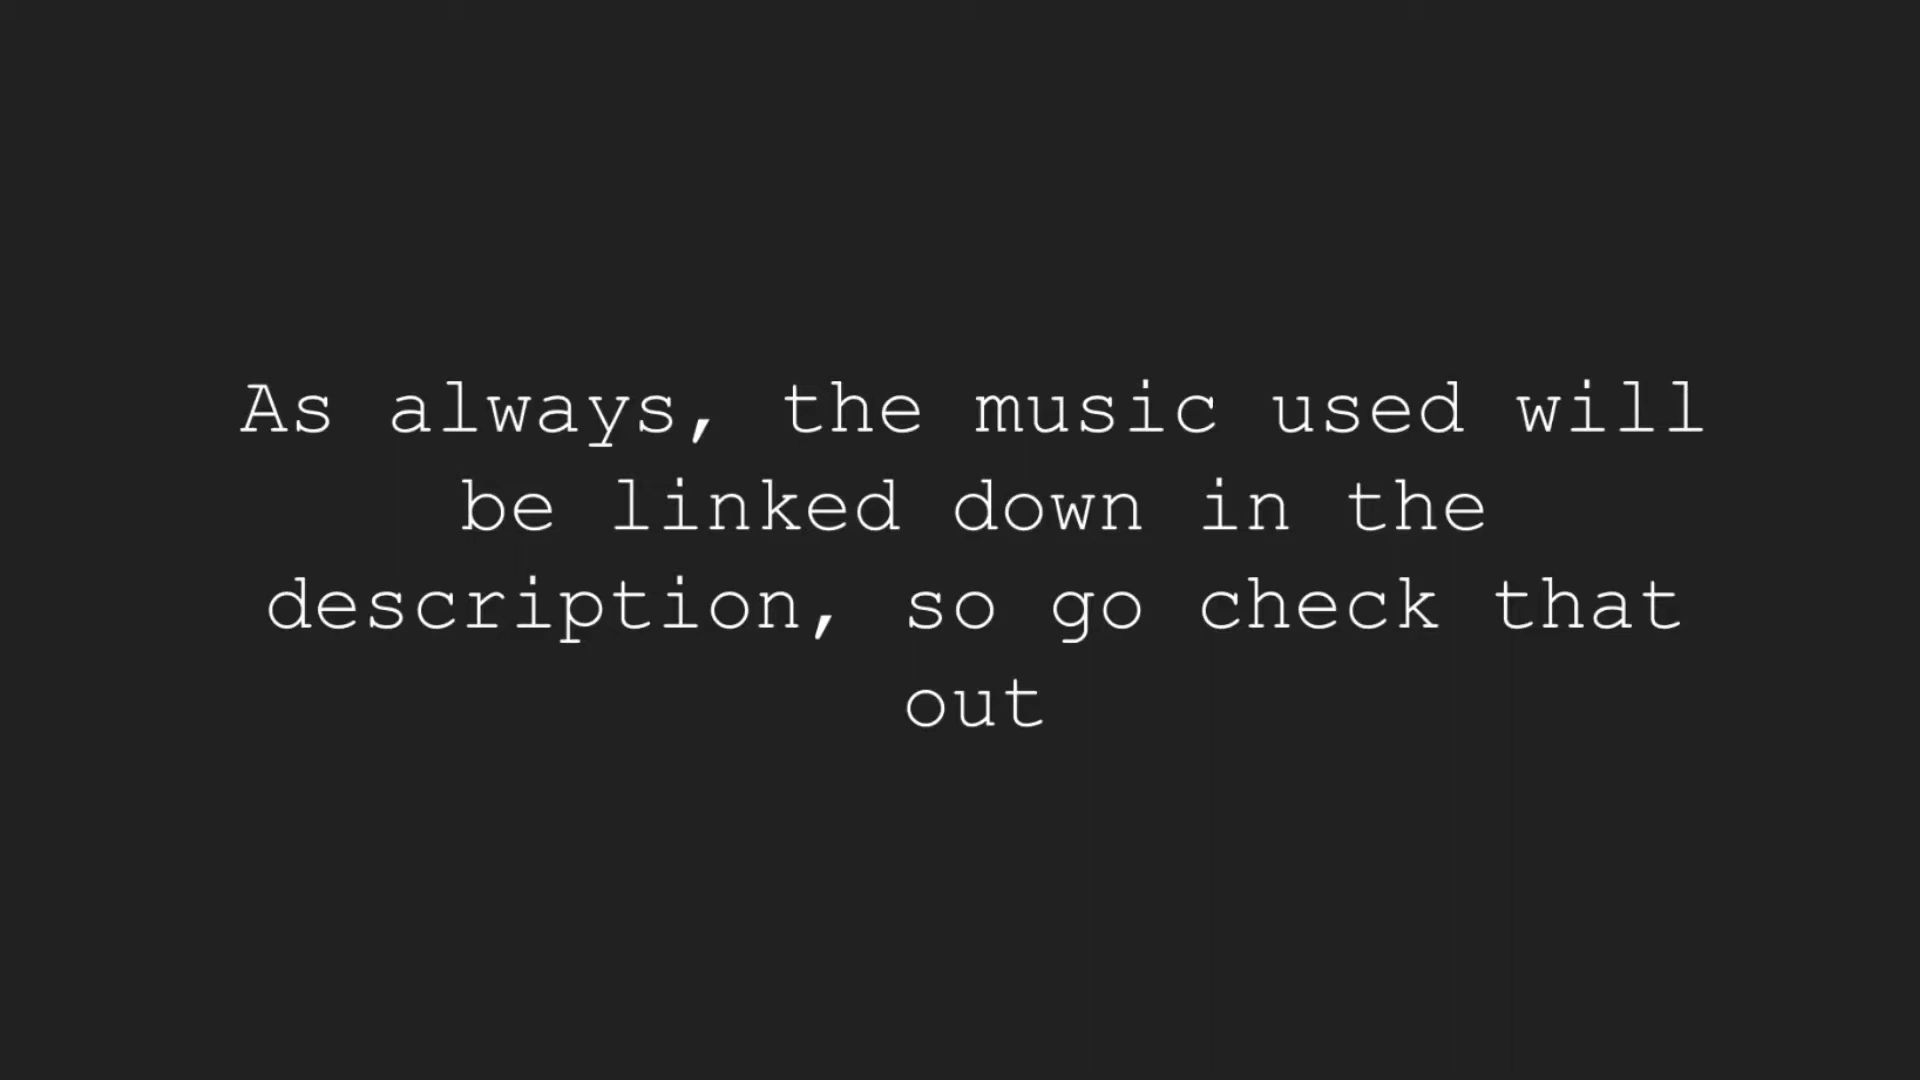 As always, the music used will
be linked down in the
description, so go check that
out